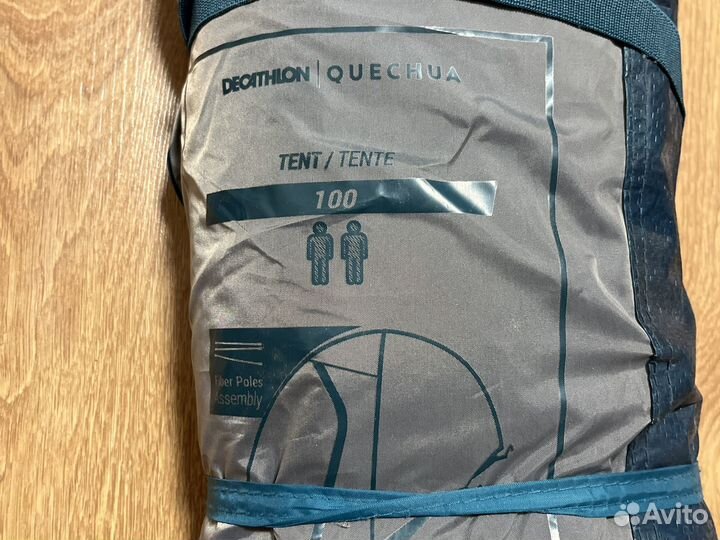 DECATHLON | QUECHUA
TENT / TENTE
100
Fiber Poles
Assembly
Avito